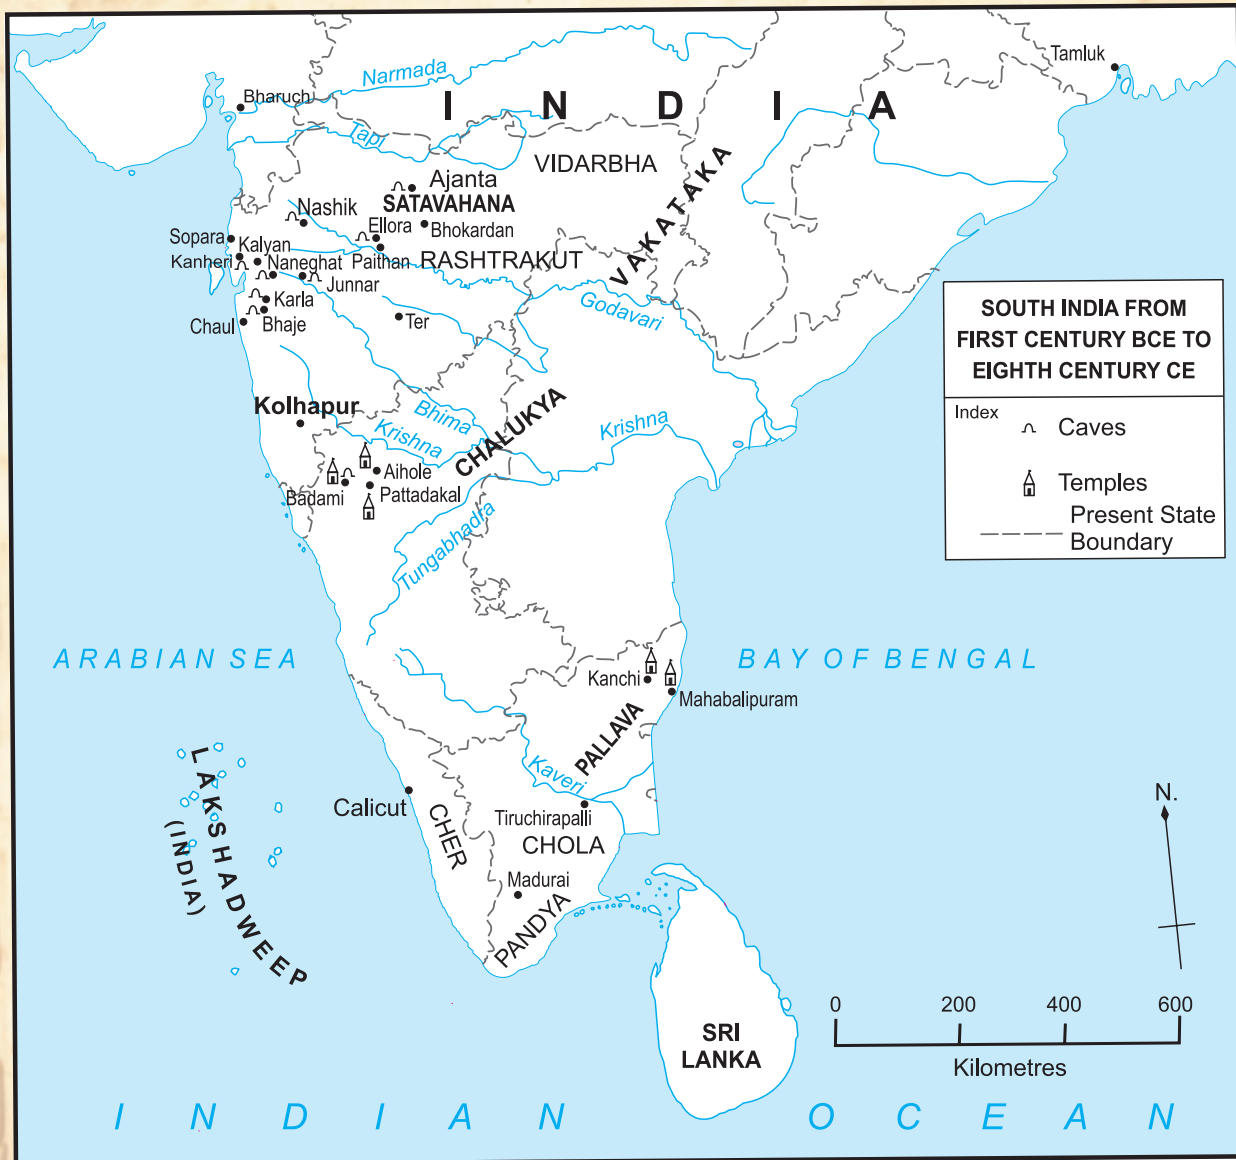 Tamluk
Narmada
Bharuch
I N D I A
Tapi
VIDARBHA
Ajanta
SATAVAHANA
VAKATAKA
Nashik
Ellora
Bhokardan
Sopara
Kalyan
Kanheri
Naneghat
Paithan
RASHTRAKUT
Junnar
Karla
Godavari
Chaul
Bhaje
Ter
SOUTH INDIA FROM
FIRST CENTURY BCE TO
EIGHTH CENTURY CE
Index
Caves
Temples
Present State
Boundary
Kolhapur
Bhima
Krishna
CHALUKYA
Krishna
Aihole
Badami
Pattadakal
Tungabhadra
ARABIAN SEA
BAY OF BENGAL
Kanchi
Mahabalipuram
PALLAVA
Kaveri
LAKSHADWEEP
(INDIA)
Calicut
CHER
Tiruchirapalli
CHOLA
Madurai
PANDYA
N.
0 200 400 600
Kilometres
SRI
LANKA
INDIAN OCEAN